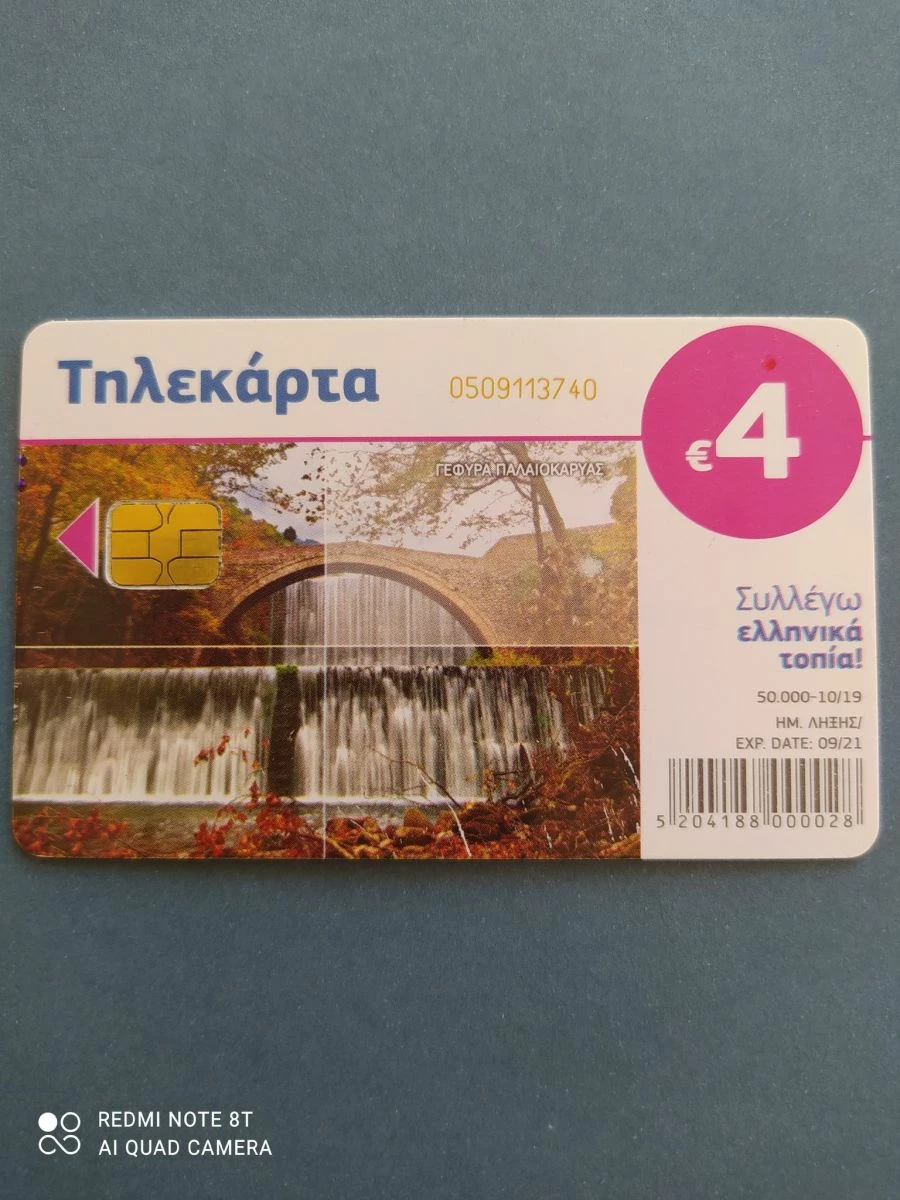 Τηλεκάρτα
0509113740
€4
ΓΕΦΥΡΑ ΠΑΛΑΙΟΚΑΡΥΑΣ
Συλλέγω
ελληνικά
τοπία!
50.000-10/19
ΗΜ. ΛΗΞΗΣ/
EXP. DATE: 09/21
5 204188 000028
REDMI NOTE 8T
AI QUAD CAMERA